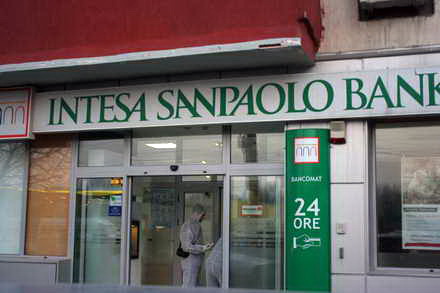 INTESA SANPAOLO BANK
BANCOMAT
24
ORE